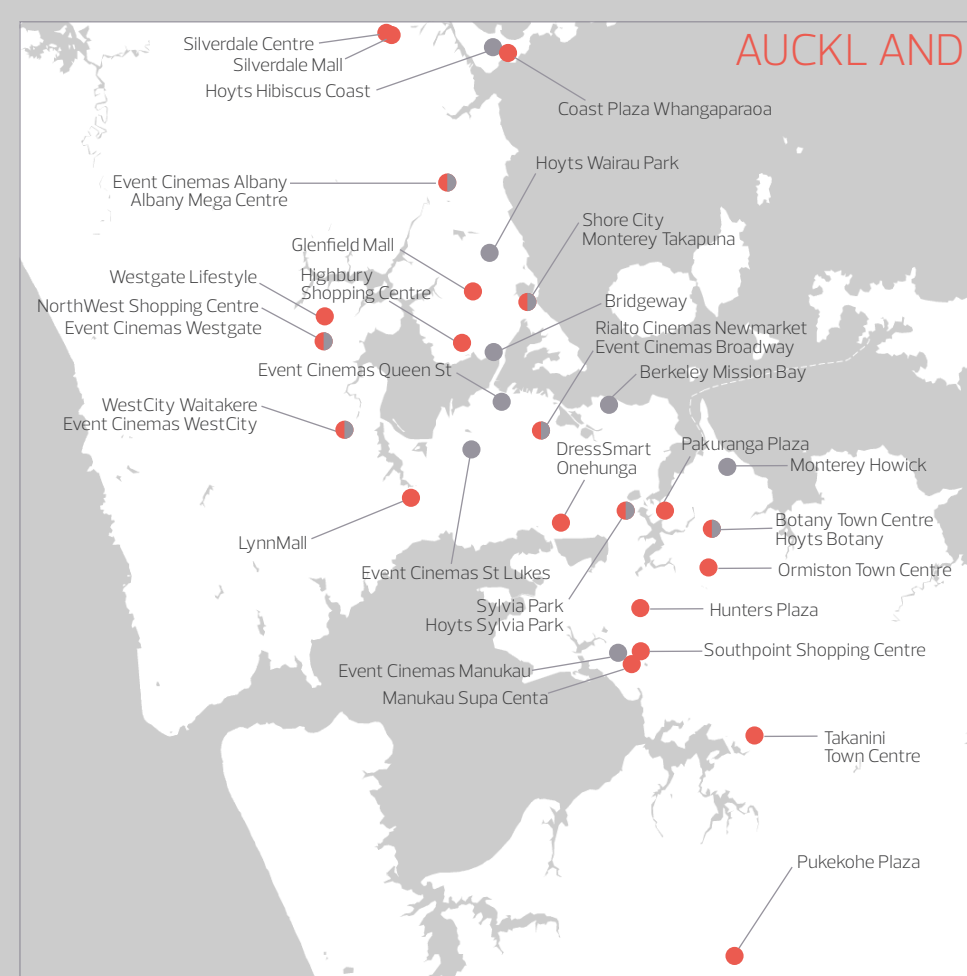 AUCKLAND
Silverdale Centre
Silverdale Mall
Hoyts Hibiscus Coast
Coast Plaza Whangaparaoa
Hoyts Wairau Park
Event Cinemas Albany
Albany Mega Centre
Shore City
Monterey Takapuna
Glenfield Mall
Westgate Lifestyle
Highbury
Shopping Centre
NorthWest Shopping Centre
Event Cinemas Westgate
Bridgeway
Rialto Cinemas Newmarket
Event Cinemas Broadway
Event Cinemas Queen St
Berkeley Mission Bay
WestCity Waitakere
Event Cinemas WestCity
DressSmart
Onehunga
Pakuranga Plaza
Monterey Howick
Botany Town Centre
Hoyts Botany
LynnMall
Event Cinemas St Lukes
Ormiston Town Centre
Sylvia Park
Hoyts Sylvia Park
Hunters Plaza
Southpoint Shopping Centre
Event Cinemas Manukau
Manukau Supa Centa
Takanini
Town Centre
Pukekohe Plaza